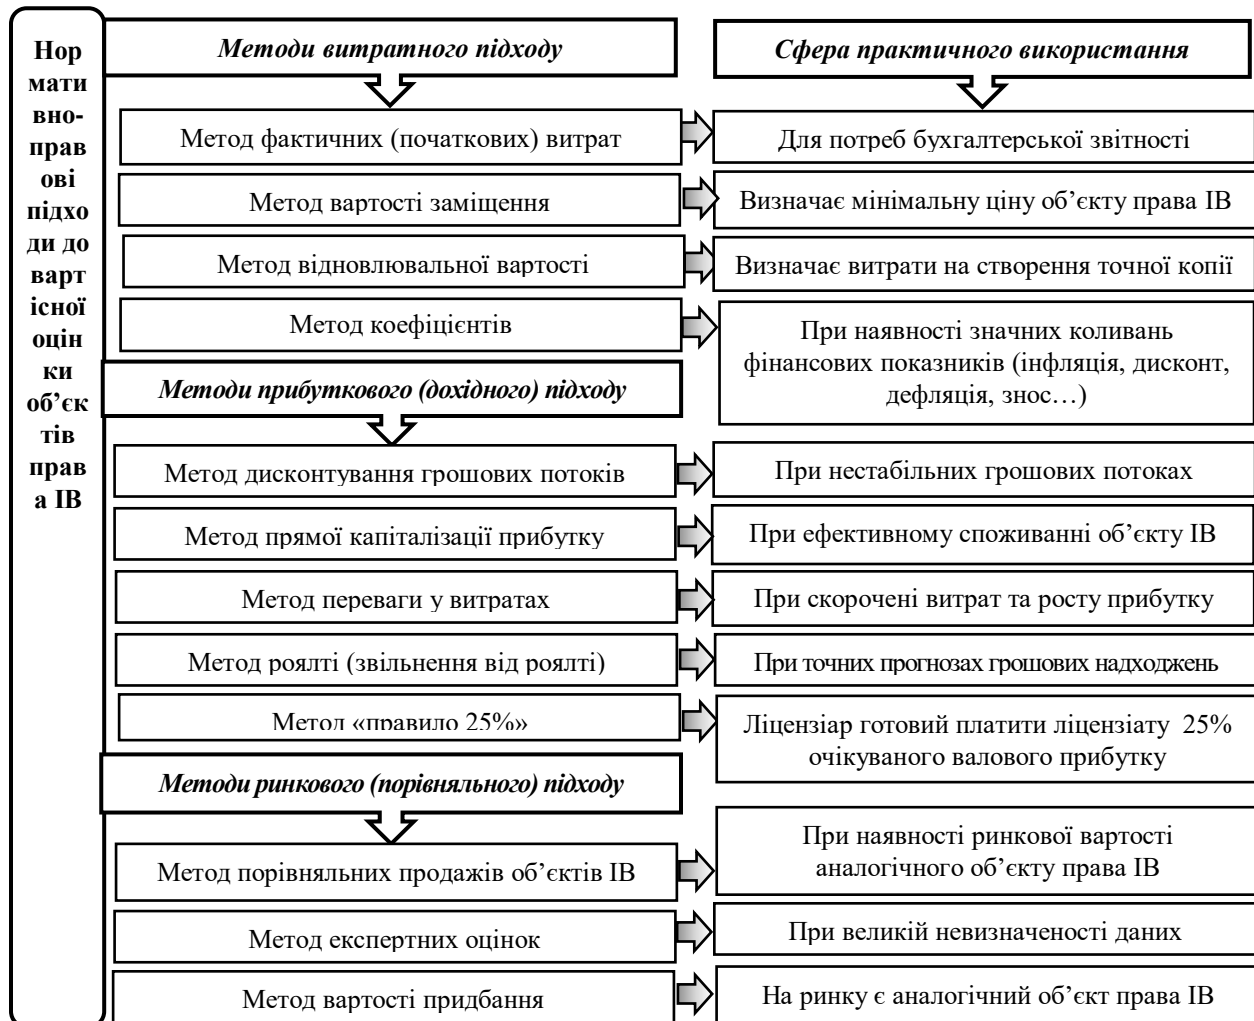 Нор
мати
вно-
прав
ові
підхо
ди до
варт
існої
оцін
ки
об’єк
тів
прав
а ІВ
Методи витратного підходу
Сфера практичного використання
Метод фактичних (початкових) витрат
Для потреб бухгалтерської звітності
Метод вартості заміщення
Визначає мінімальну ціну об’єкту права ІВ
Метод відновлювальної вартості
Визначає витрати на створення точної копії
Метод коефіцієнтів
При наявності значних коливань
фінансових показників (інфляція, дисконт,
дефляція, знос…)
Методи прибуткового (дохідного) підходу
Метод дисконтування грошових потоків
При нестабільних грошових потоках
Метод прямої капіталізації прибутку
При ефективному споживанні об’єкту ІВ
Метод переваги у витратах
При скорочені витрат та росту прибутку
Метод роялті (звільнення від роялті)
При точних прогнозах грошових надходжень
Метод «правило 25%»
Ліцензіар готовий платити ліцензіату 25%
очікуваного валового прибутку
Методи ринкового (порівняльного) підходу
Метод порівняльних продажів об’єктів ІВ
При наявності ринкової вартості
аналогічного об’єкту права ІВ
Метод експертних оцінок
При великій невизначеності даних
Метод вартості придбання
На ринку є аналогічний об’єкт права ІВ